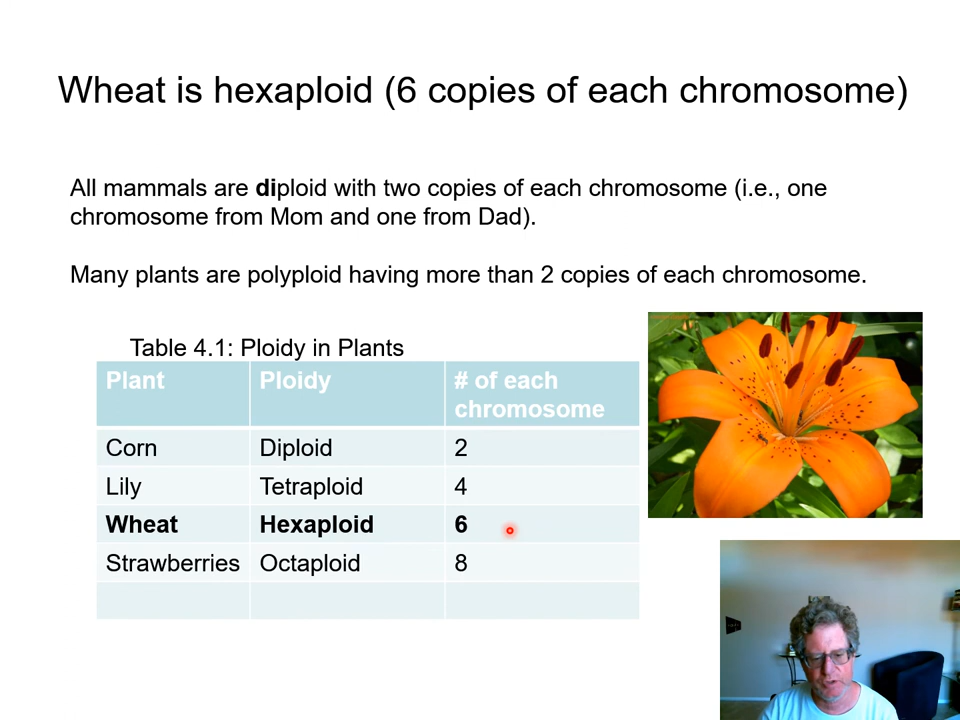 Wheat is hexaploid (6 copies of each chromosome)
All mammals are diploid with two copies of each chromosome (i.e., one
chromosome from Mom and one from Dad).
Many plants are polyploid having more than 2 copies of each chromosome.
Table 4.1: Ploidy in Plants
Plant Ploidy # of each
chromosome
Corn Diploid 2
Lily Tetraploid 4
Wheat Hexaploid 6
Strawberries Octaploid 8